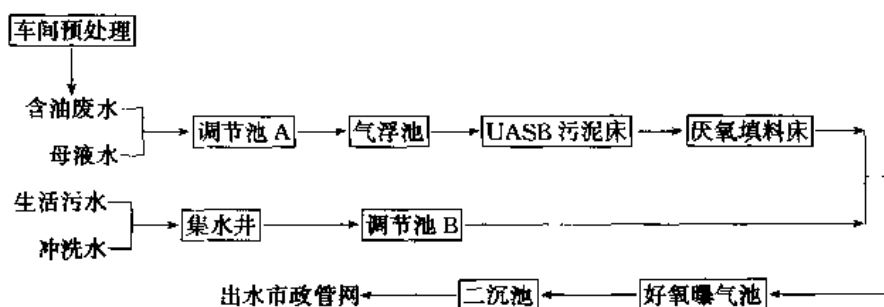 车间预处理
含油废水
母液水
调节池 A
气浮池
UASB 污泥床
厌氧填料床
生活污水
冲洗水
集水井
调节池 B
出水市政管网
二沉池
好氧曝气池